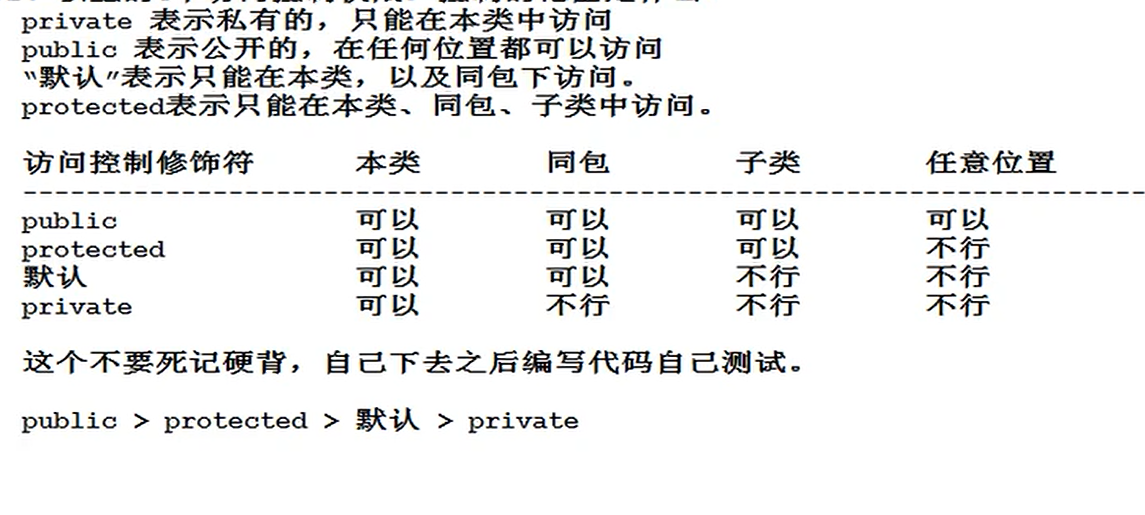 private 表示私有的，只能在本类中访问
public 表示公开的，在任何位置都可以访问
“默认”表示只能在本类，以及同包下访问。
protected表示只能在本类、同包、子类中访问。
访问控制修饰符 本类 同包 子类 任意位置
------------------------------------------------------------------------------------------------
public 可以 可以 可以 可以
protected 可以 可以 可以 不行
默认 可以 可以 不行 不行
private 可以 不行 不行 不行
这个不要死记硬背，自己下去之后编写代码自己测试。
public > protected > 默认 > private